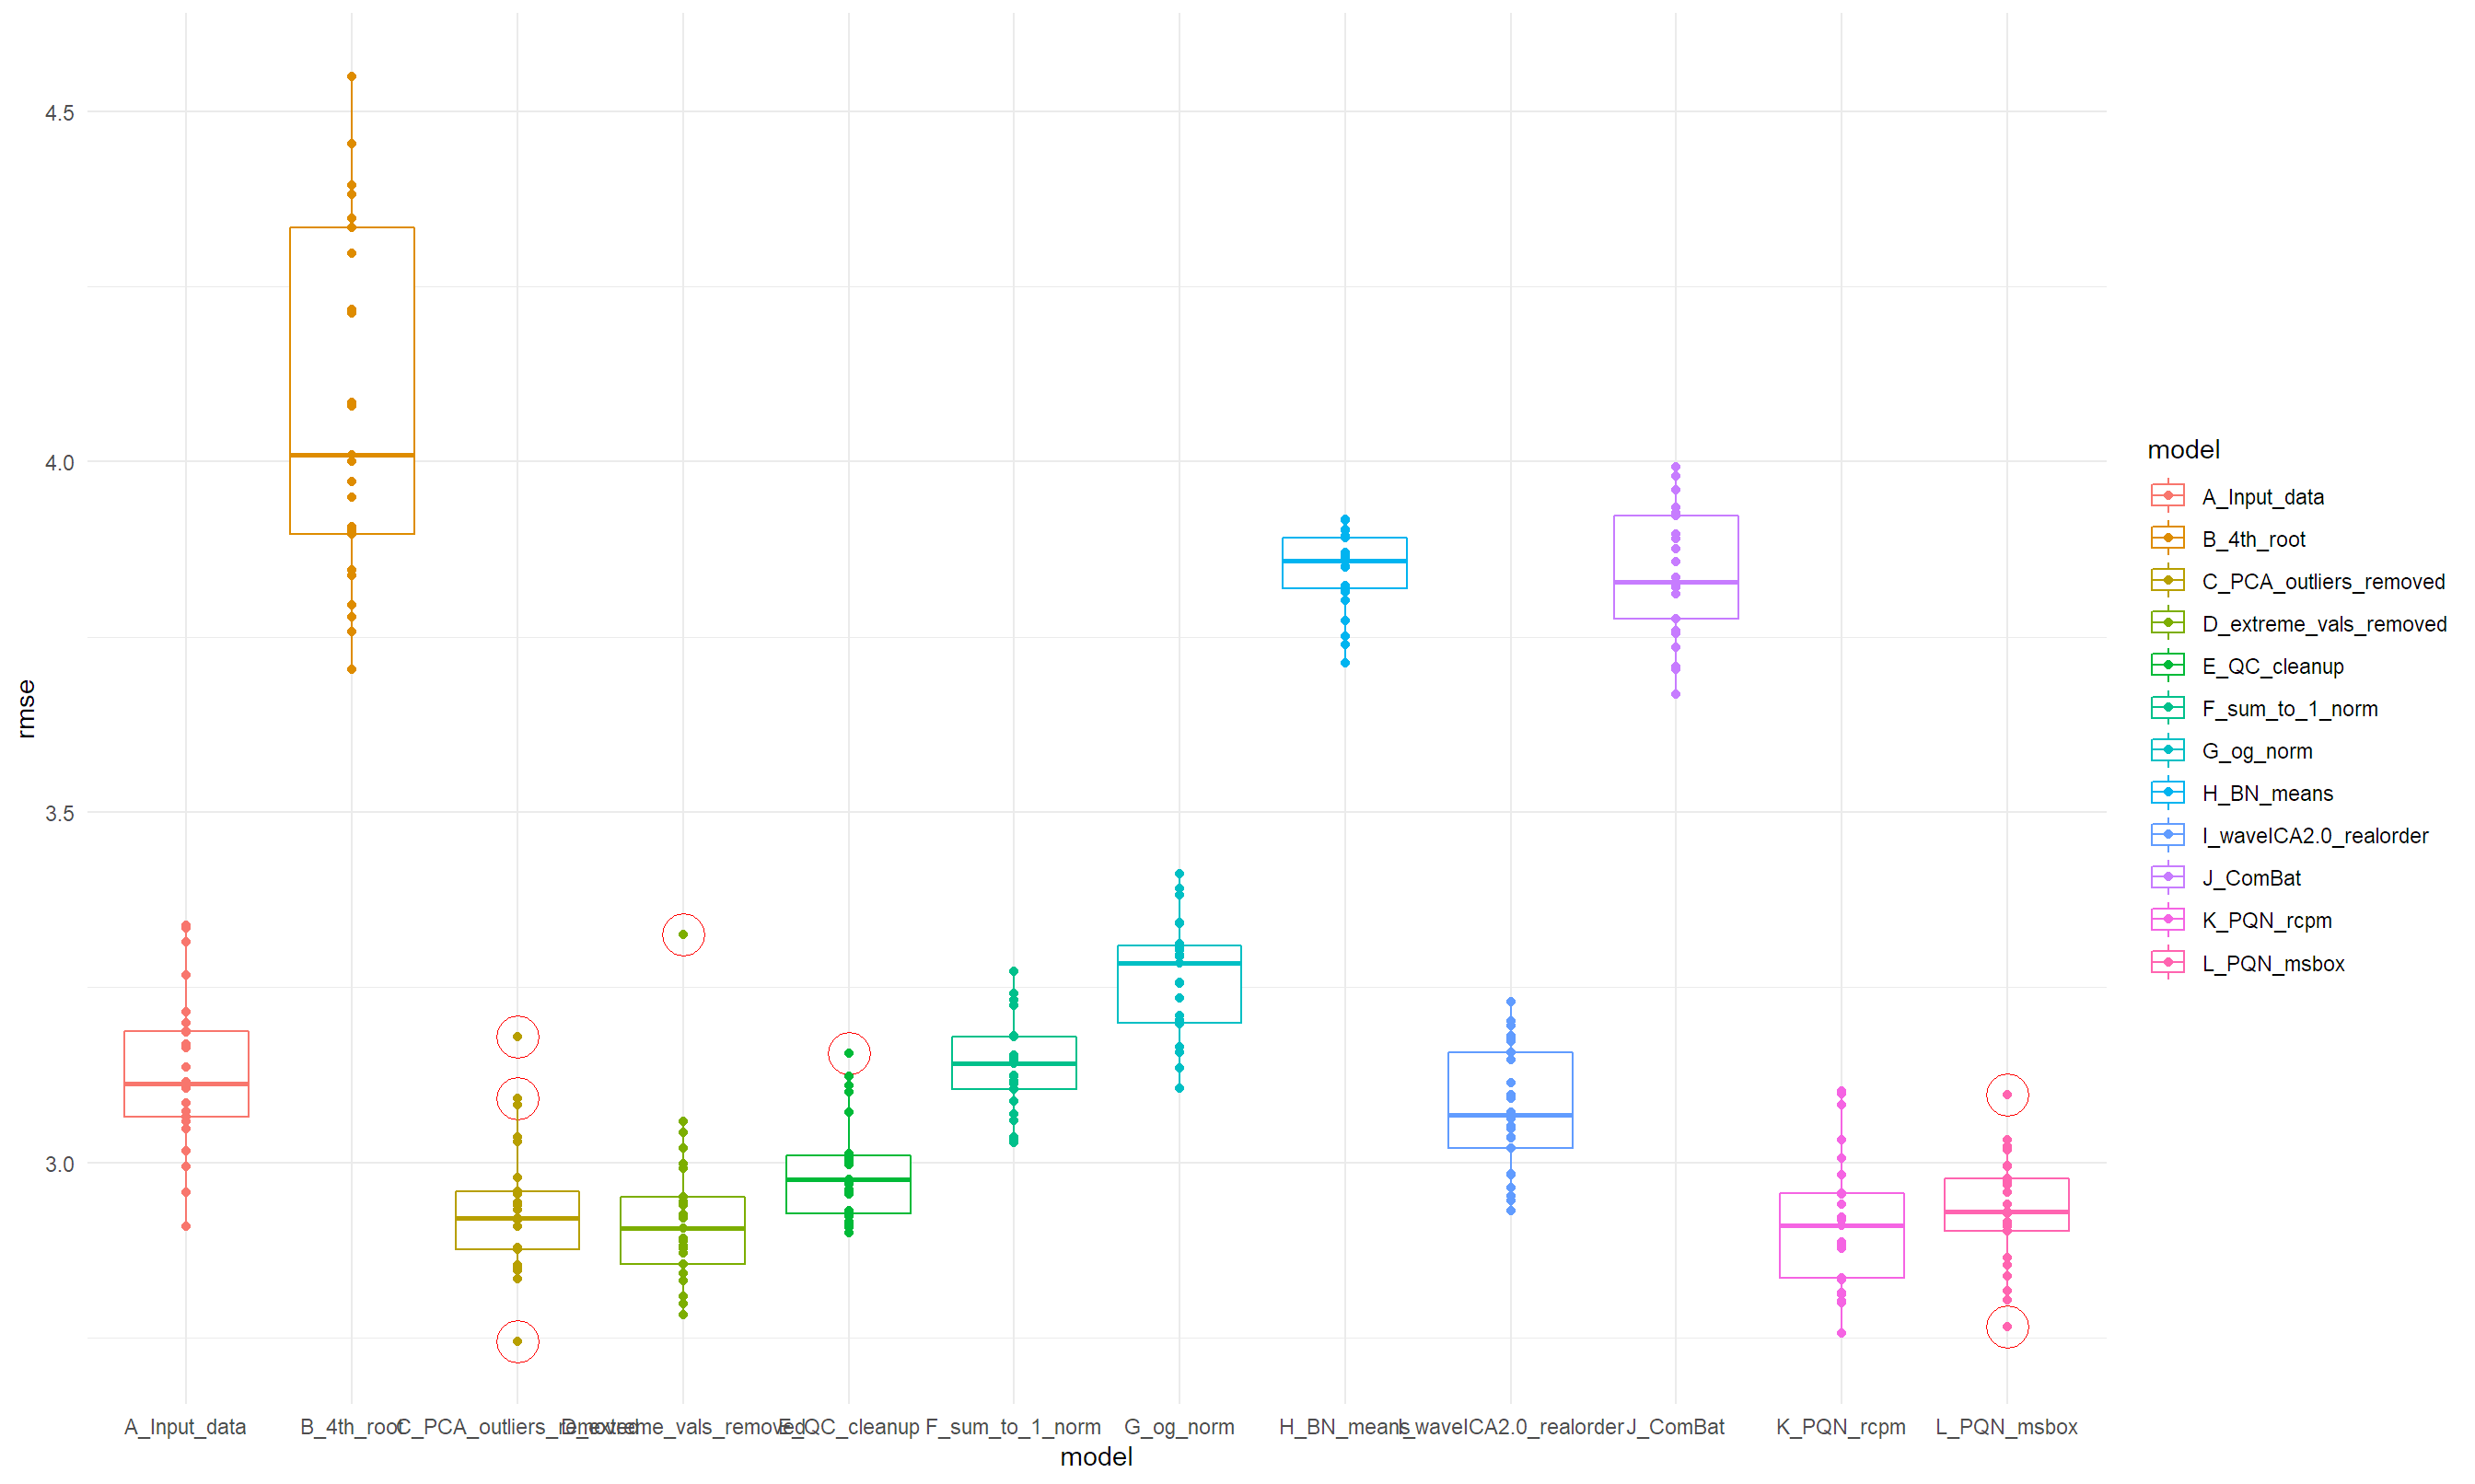 4.5
4.0
3.5
3.0
rmse
A_Input_data
B_4th_root
C_PCA_outliers_removed
D_extreme_vals_removed
E_QC_cleanup
F_sum_to_1_norm
G_og_norm
H_BN_means
I_waveICA2.0_realorder
J_ComBat
K_PQN_rcpm
L_PQN_msbox
model
model
A_Input_data
B_4th_root
C_PCA_outliers_removed
D_extreme_vals_removed
E_QC_cleanup
F_sum_to_1_norm
G_og_norm
H_BN_means
I_waveICA2.0_realorder
J_ComBat
K_PQN_rcpm
L_PQN_msbox